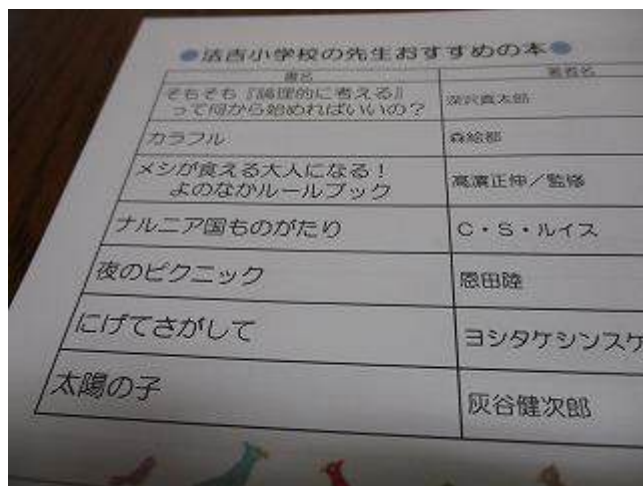 法吉小学校の先生おすすめの本
書名 著者名
そもそも『論理的に考える』
って何から始めればいいの？ 深沢真太郎
カラフル 森絵都
メシが食える大人になる！
よのなかルールブック 高濱正伸／監修
ナルニア国ものがたり C・S・ルイス
夜のピクニック 恩田陸
にげてさがして ヨシタケシンスケ
太陽の子 灰谷健次郎